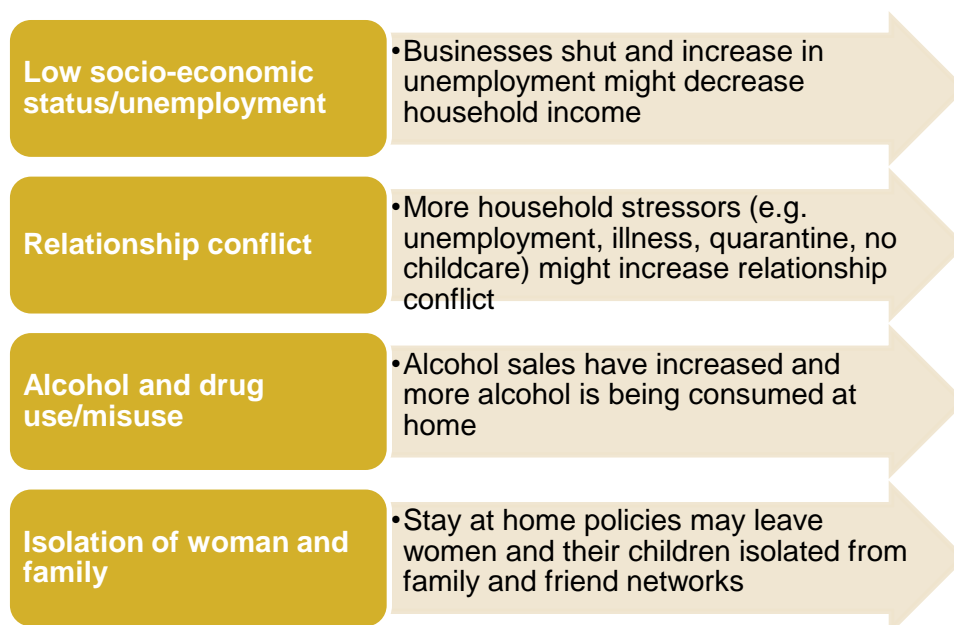 Low socio-economic
status/unemployment
•Businesses shut and increase in
unemployment might decrease
household income
Relationship conflict
•More household stressors (e.g.
unemployment, illness, quarantine, no
childcare) might increase relationship
conflict
Alcohol and drug
use/misuse
•Alcohol sales have increased and
more alcohol is being consumed at
home
Isolation of woman and
family
•Stay at home policies may leave
women and their children isolated from
family and friend networks